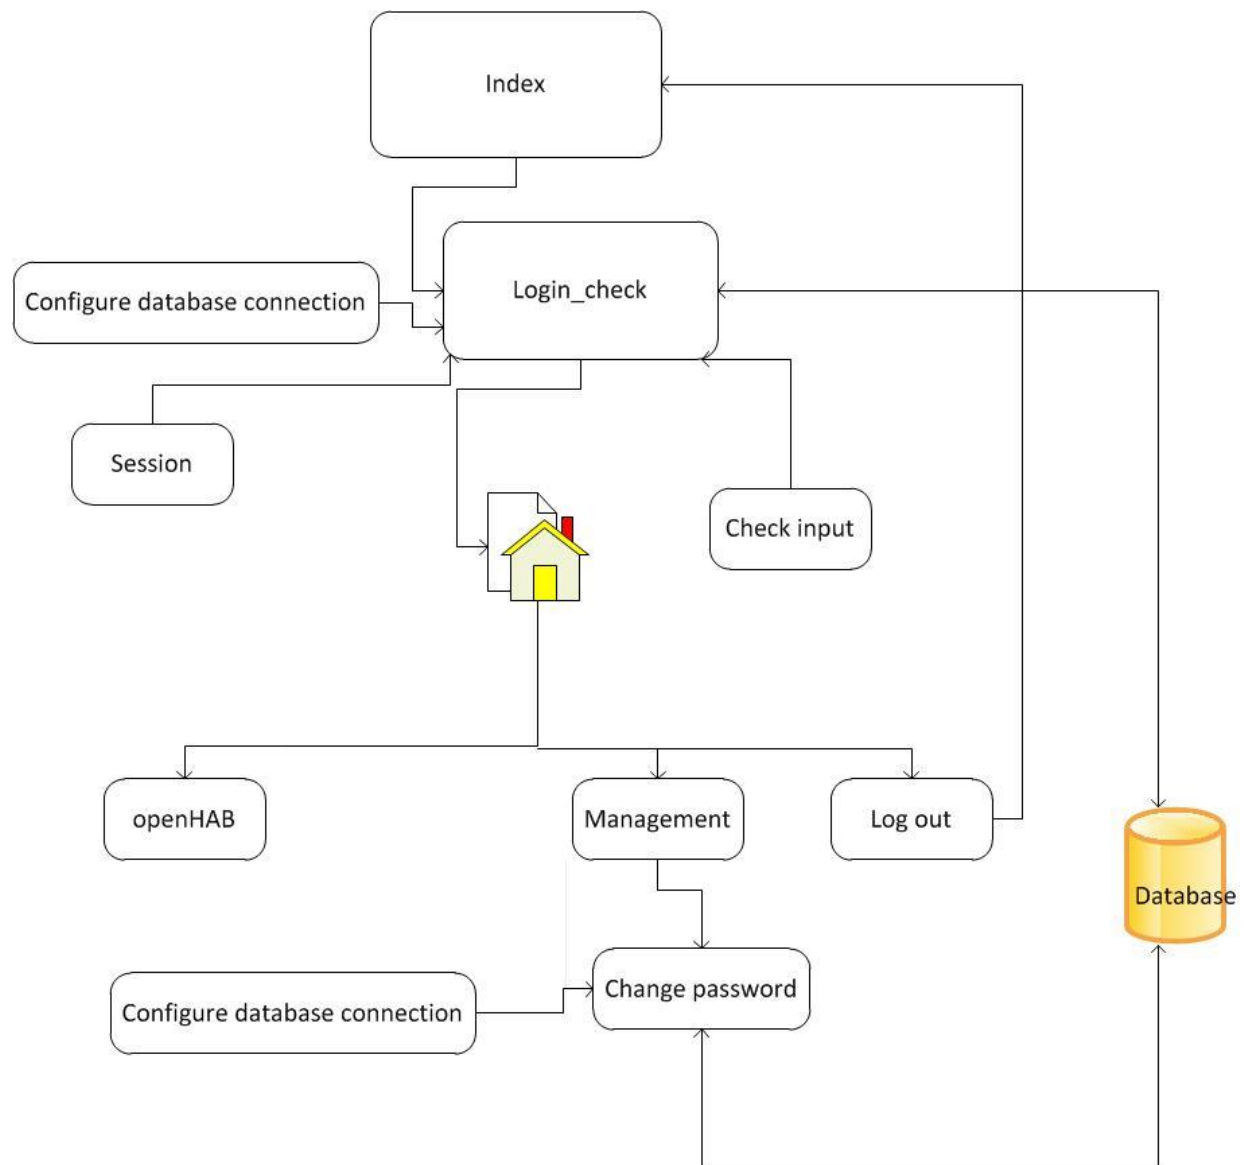 Index
Login_check
Configure database connection
Session
Check input
openHAB
Management
Log out
Database
Change password
Configure database connection